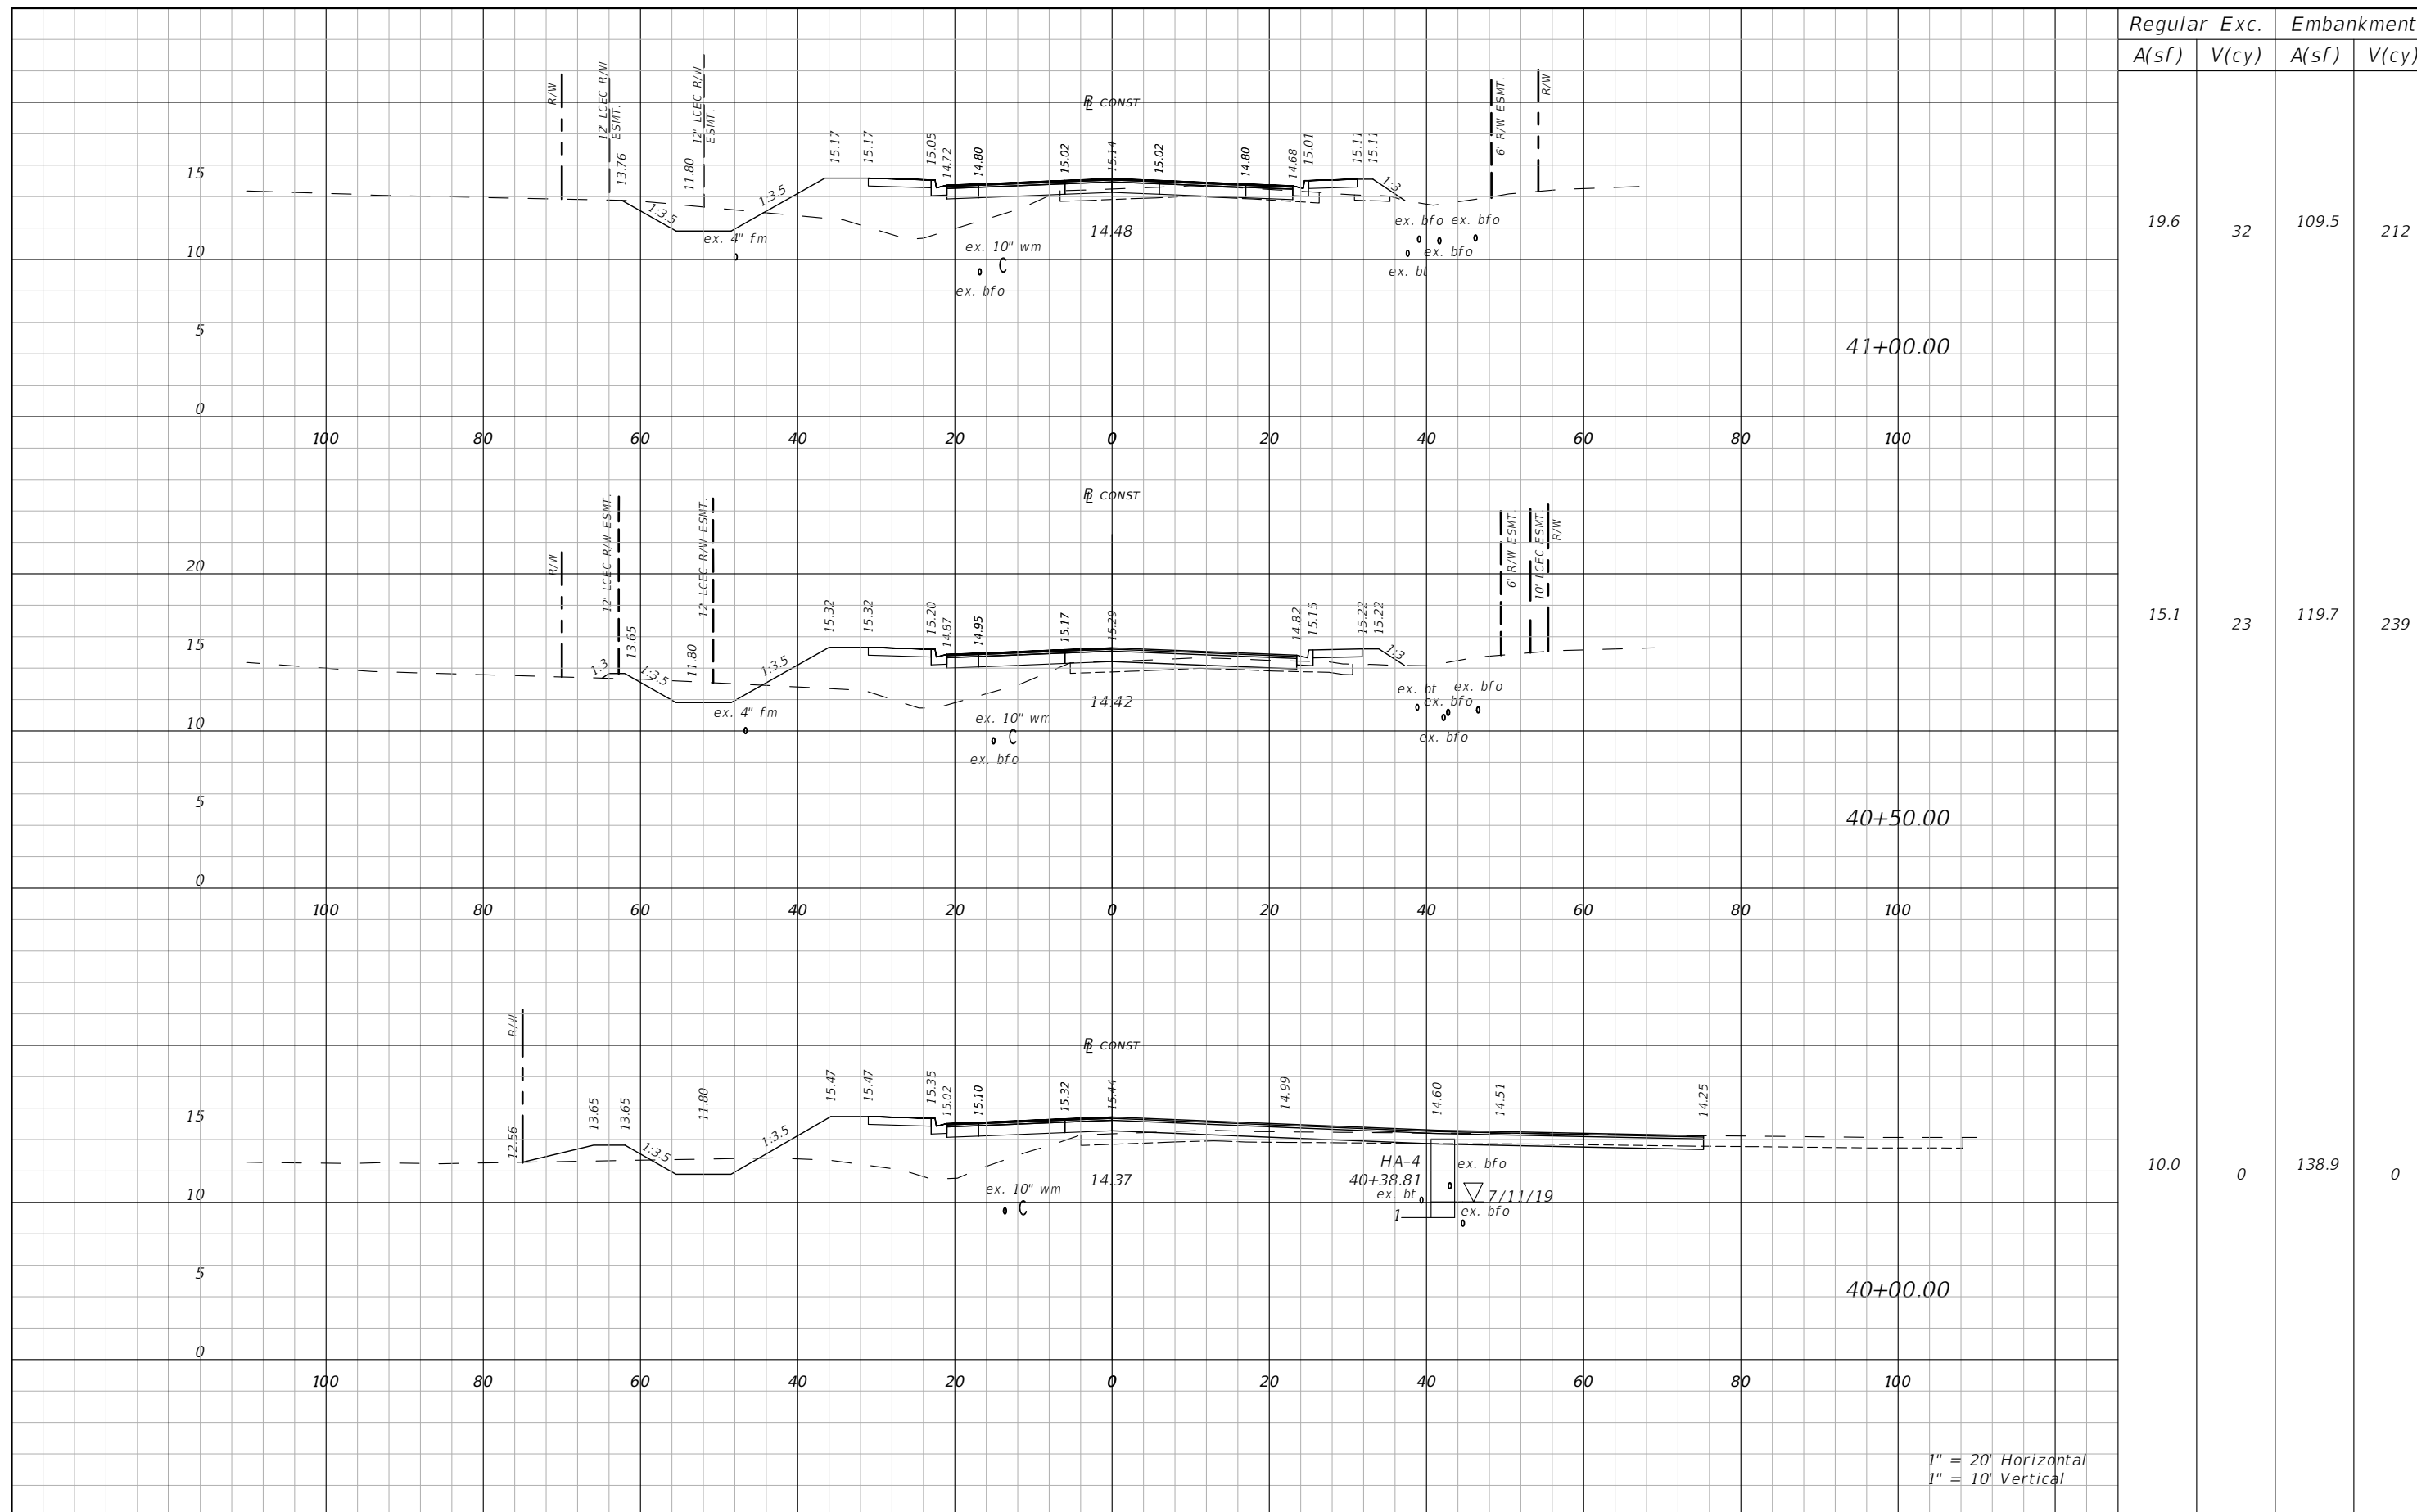 Regular Exc. Embankment
A(sf) V(cy) A(sf) V(cy)
R/W
12' LCEC R/W
ESMT.
13.76
12' LCEC R/W
ESMT.
11.80
15.17 15.17 15.05 14.72 14.80 15.02 15.14 15.02 14.80 14.68 15.01 15.11 15.11
B/L CONST
6' R/W ESMT.
R/W
1:3.5 1:3.5 1:3
15
ex. 4" fm
ex. 10" wm
ex. bfo
14.48
ex. bfo ex. bfo
ex. bfo
ex. bt
19.6 32 109.5 212
10
5
41+00.00
0
100 80 60 40 20 0 20 40 60 80 100
B/L CONST
R/W
12' LCEC R/W ESMT.
13.65
12' LCEC R/W ESMT.
11.80
15.32 15.32 15.20 14.87 14.95 15.17 15.29 14.82 15.15 15.22 15.22
6' R/W ESMT.
10' LCEC ESMT.
R/W
20
15
1:3 1:3.5 1:3.5 1:3
15.1 23 119.7 239
ex. 4" fm
ex. 10" wm
ex. bfo
14.42
ex. bt ex. bfo
ex. bfo
ex. bfo
10
5
40+50.00
0
100 80 60 40 20 0 20 40 60 80 100
B/L CONST
R/W
12.56 13.65 13.65 11.80 15.47 15.47 15.35 15.02 15.10 15.32 15.44 14.99 14.60 14.51 14.25
15
1:3.5 1:3.5
10.0 0 138.9 0
ex. 10" wm
14.37
HA-4
40+38.81
ex. bt
ex. bfo
7/11/19
ex. bfo
1
10
5
40+00.00
0
100 80 60 40 20 0 20 40 60 80 100
1" = 20' Horizontal
1" = 10' Vertical